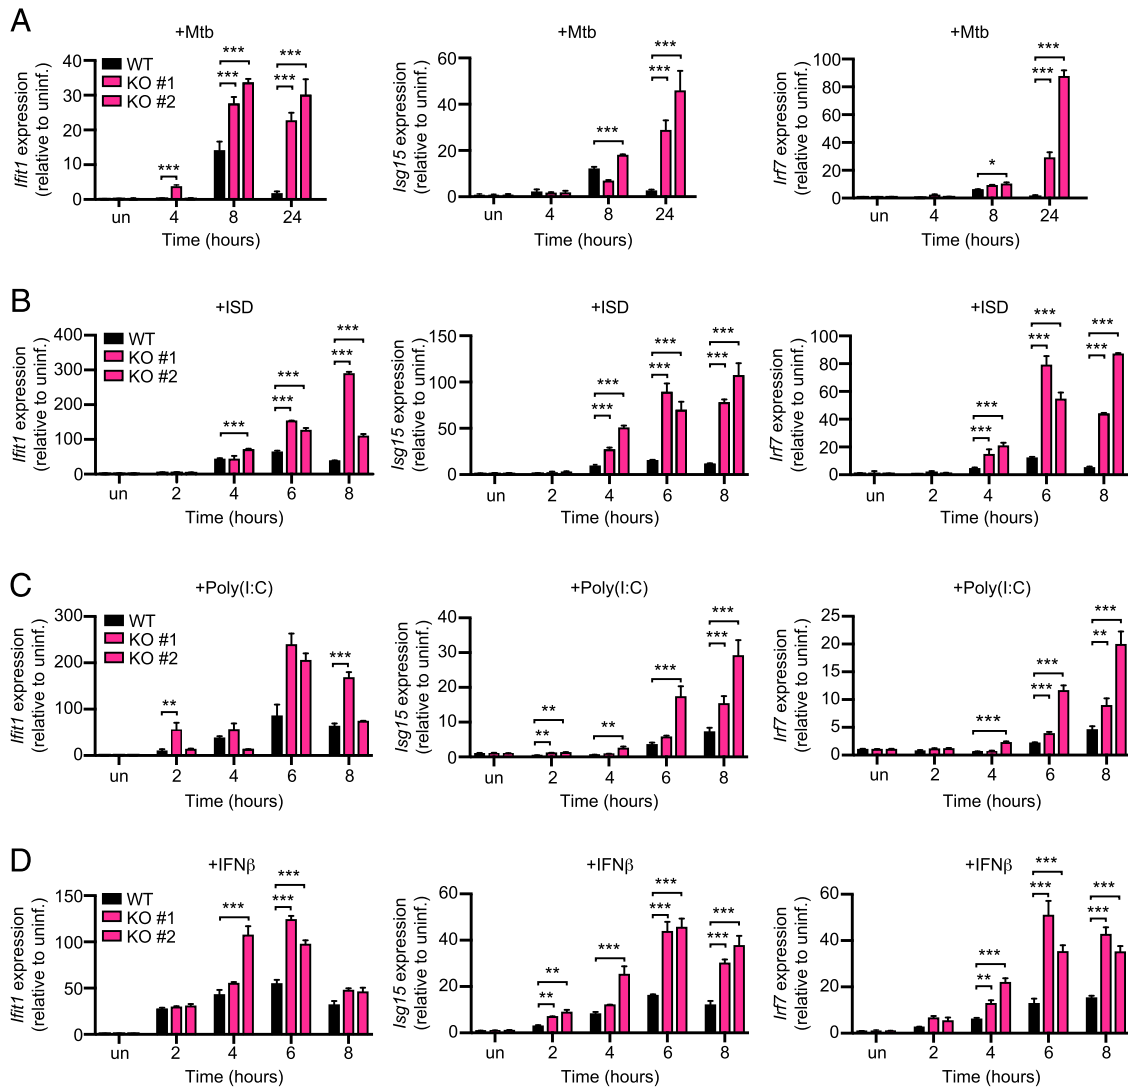 A
+Mtb
Ifit1 expression
(relative to uninf.)
40
30
20
10
0
WT
KO #1
KO #2
***
***
***
***
***
un 4 8 24
Time (hours)
+Mtb
Isg15 expression
(relative to uninf.)
60
40
20
0
***
***
***
un 4 8 24
Time (hours)
+Mtb
Irf7 expression
(relative to uninf.)
100
80
60
40
20
0
*
***
***
un 4 8 24
Time (hours)
B
+ISD
Ifit1 expression
(relative to uninf.)
400
300
200
100
0
WT
KO #1
KO #2
***
***
***
***
***
un 2 4 6 8
Time (hours)
+ISD
Isg15 expression
(relative to uninf.)
150
100
50
0
***
***
***
***
***
***
un 2 4 6 8
Time (hours)
+ISD
Irf7 expression
(relative to uninf.)
100
80
60
40
20
0
***
***
***
***
***
***
un 2 4 6 8
Time (hours)
C
+Poly(I:C)
Ifit1 expression
(relative to uninf.)
300
200
100
0
WT
KO #1
KO #2
**
***
un 2 4 6 8
Time (hours)
+Poly(I:C)
Isg15 expression
(relative to uninf.)
40
30
20
10
0
**
**
**
***
***
***
un 2 4 6 8
Time (hours)
+Poly(I:C)
Irf7 expression
(relative to uninf.)
25
20
15
10
5
0
***
***
***
***
**
un 2 4 6 8
Time (hours)
D
+IFNβ
Ifit1 expression
(relative to uninf.)
150
100
50
0
WT
KO #1
KO #2
***
***
***
un 2 4 6 8
Time (hours)
+IFNβ
Isg15 expression
(relative to uninf.)
60
40
20
0
**
**
***
***
***
***
***
un 2 4 6 8
Time (hours)
+IFNβ
Irf7 expression
(relative to uninf.)
60
40
20
0
***
**
***
***
***
***
un 2 4 6 8
Time (hours)